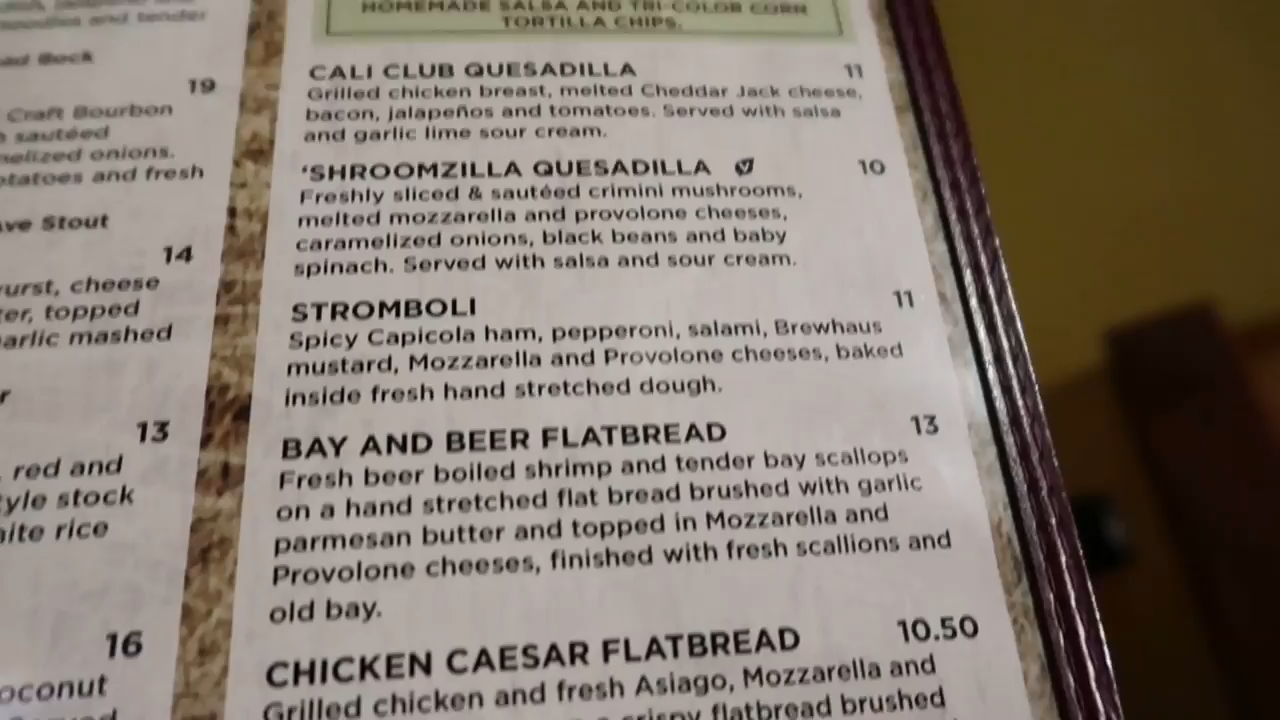 noodles and tender
Bock
19
Craft Bourbon
sautéed
onions.
and fresh
Stout
14
cheese
topped
mashed
13
red and
style stock
rice
16
HOMEMADE SALSA AND TRI-COLOR CORN
TORTILLA CHIPS.
CALI CLUB QUESADILLA 11
Grilled chicken breast, melted Cheddar Jack cheese,
bacon, jalapeños and tomatoes. Served with salsa
and garlic lime sour cream.
'SHROOMZILLA QUESADILLA 10
Freshly sliced & sautéed crimini mushrooms,
melted mozzarella and provolone cheeses,
caramelized onions, black beans and baby
spinach. Served with salsa and sour cream.
STROMBOLI 11
Spicy Capicola ham, pepperoni, salami, Brewhaus
mustard, Mozzarella and Provolone cheeses, baked
inside fresh hand stretched dough.
BAY AND BEER FLATBREAD 13
Fresh beer boiled shrimp and tender bay scallops
on a hand stretched flat bread brushed with garlic
parmesan butter and topped in Mozzarella and
Provolone cheeses, finished with fresh scallions and
old bay.
CHICKEN CAESAR FLATBREAD 10.50
Grilled chicken and fresh Asiago, Mozzarella and
crispy flatbread brushed